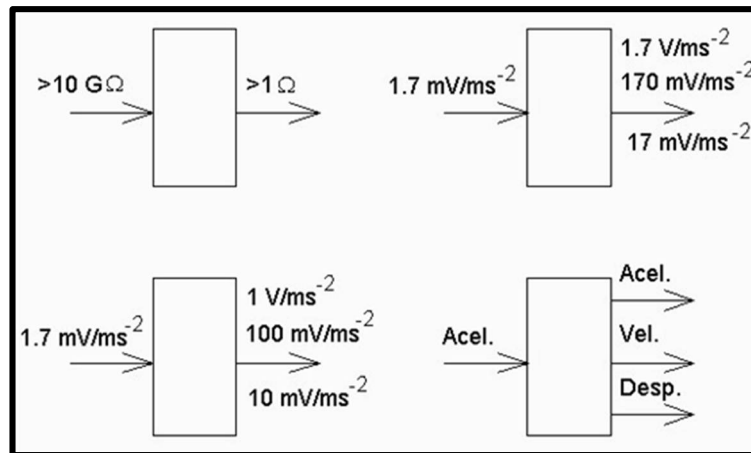 >10 GΩ
>1Ω
1.7 mV/ms⁻²
1.7 V/ms⁻²
170 mV/ms⁻²
17 mV/ms⁻²
1.7 mV/ms⁻²
1 V/ms⁻²
100 mV/ms⁻²
10 mV/ms⁻²
Acel.
Acel.
Vel.
Desp.